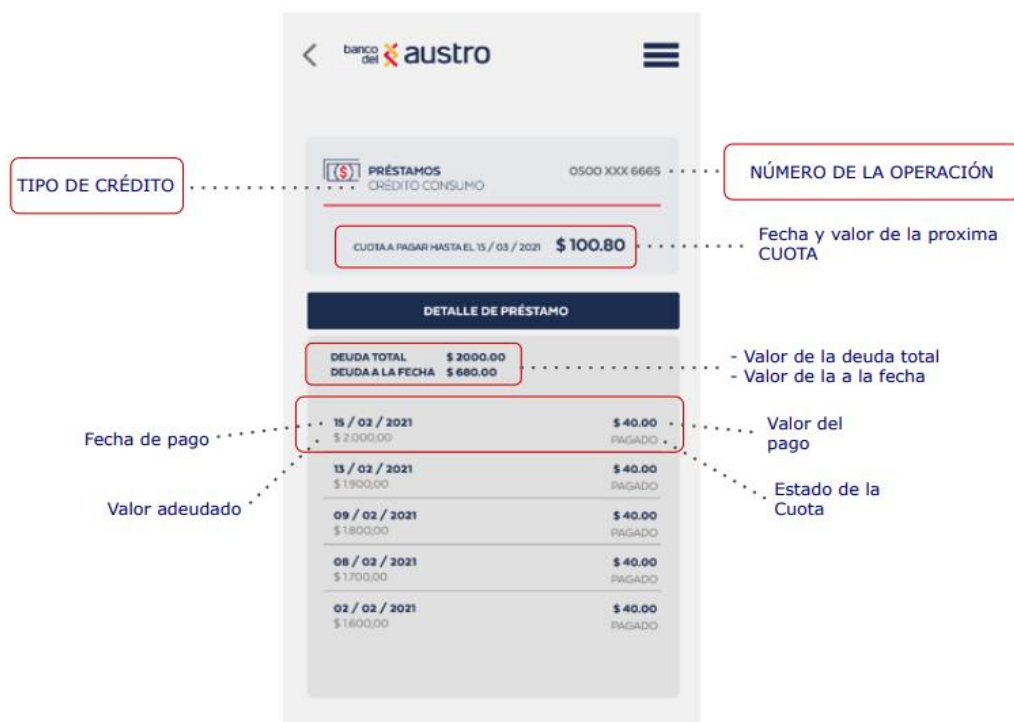 banco del austro
TIPO DE CRÉDITO
PRÉSTAMOS
CRÉDITO CONSUMO
0500 XXX 6665
NÚMERO DE LA OPERACIÓN
CUOTA A PAGAR HASTA EL 15 / 03 / 2021 $ 100.80
Fecha y valor de la proxima
CUOTA
DETALLE DE PRÉSTAMO
DEUDA TOTAL $ 2000.00
DEUDA A LA FECHA $ 680.00
- Valor de la deuda total
- Valor de la a la fecha
Fecha de pago
Valor adeudado
15 / 02 / 2021 $ 40.00
$ 2.000,00 PAGADO
Valor del
pago
Estado de la
Cuota
13 / 02 / 2021 $ 40.00
$ 1.900,00 PAGADO
09 / 02 / 2021 $ 40.00
$ 1.800,00 PAGADO
08 / 02 / 2021 $ 40.00
$ 1.700,00 PAGADO
02 / 02 / 2021 $ 40.00
$ 1.600,00 PAGADO